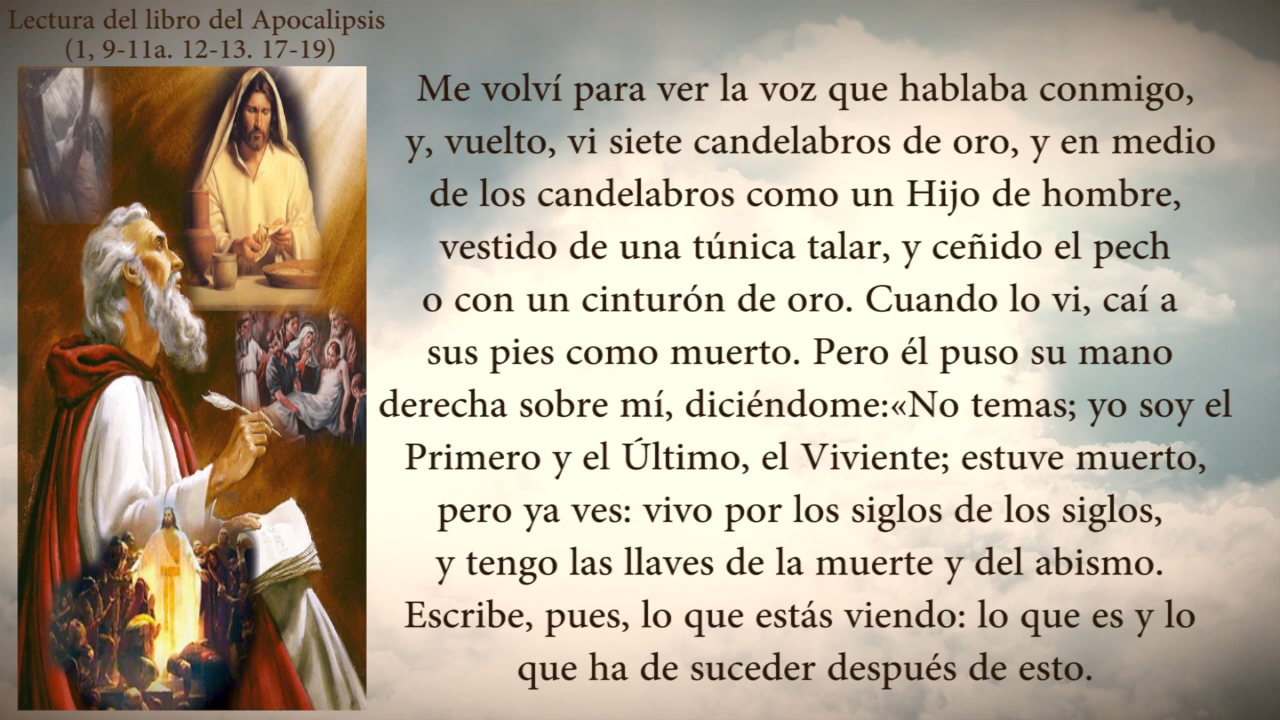 Lectura del libro del Apocalipsis
(1, 9-11a. 12-13. 17-19)
Me volví para ver la voz que hablaba conmigo,
y, vuelto, vi siete candelabros de oro, y en medio
de los candelabros como un Hijo de hombre,
vestido de una túnica talar, y ceñido el pech
o con un cinturón de oro. Cuando lo vi, caí a
sus pies como muerto. Pero él puso su mano
derecha sobre mí, diciéndome:«No temas; yo soy el
Primero y el Último, el Viviente; estuve muerto,
pero ya ves: vivo por los siglos de los siglos,
y tengo las llaves de la muerte y del abismo.
Escribe, pues, lo que estás viendo: lo que es y lo
que ha de suceder después de esto.